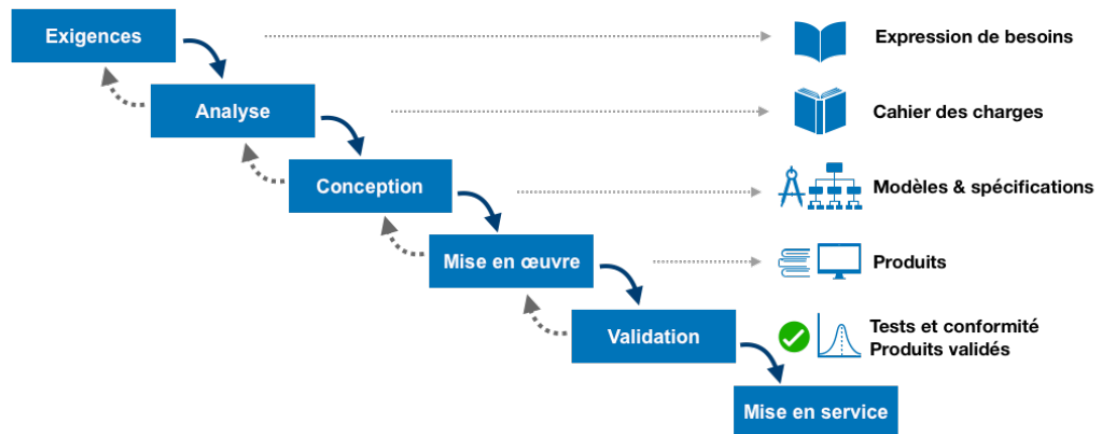 Exigences
Expression de besoins
Analyse
Cahier des charges
Conception
Modèles & spécifications
Mise en œuvre
Produits
Validation
Tests et conformité
Produits validés
Mise en service